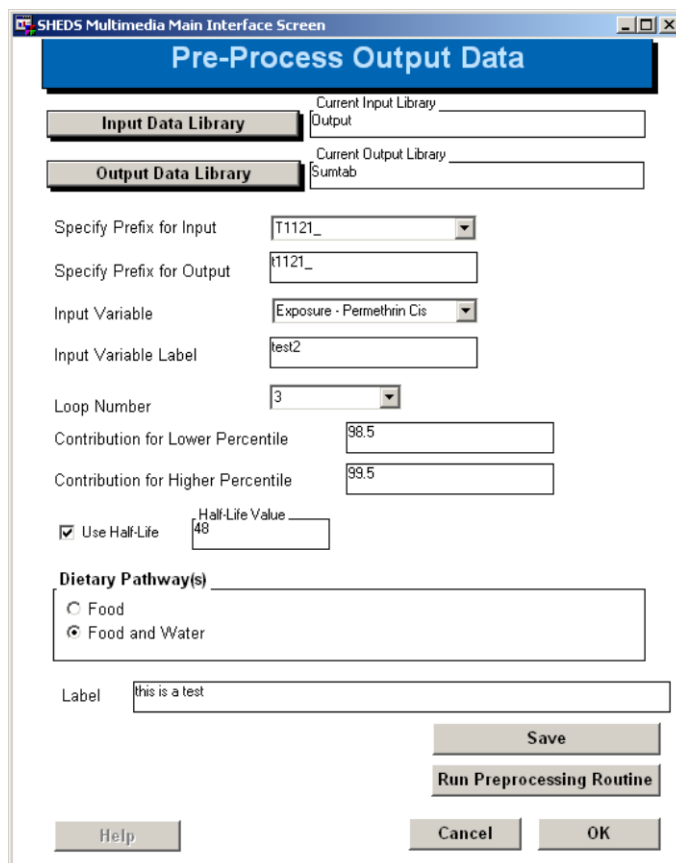 SHEDS Multimedia Main Interface Screen
Pre-Process Output Data
Current Input Library
Input Data Library
Output
Current Output Library
Output Data Library
Sumtab
Specify Prefix for Input T1121_
Specify Prefix for Output t1121_
Input Variable Exposure - Permethrin Cis
Input Variable Label test2
Loop Number 3
Contribution for Lower Percentile 98.5
Contribution for Higher Percentile 99.5
Half-Life Value
Use Half-Life 48
Dietary Pathway(s)
Food
Food and Water
Label this is a test
Save
Run Preprocessing Routine
Help Cancel OK